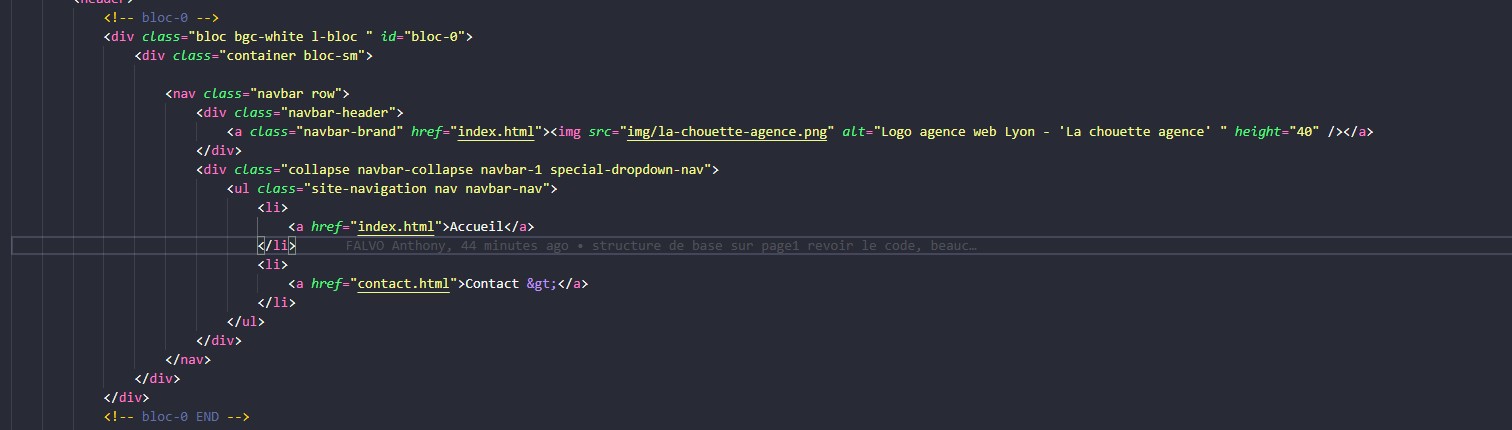 <header>
<!-- bloc-0 -->
<div class="bloc bgc-white l-bloc " id="bloc-0">
<div class="container bloc-sm">
<nav class="navbar row">
<div class="navbar-header">
<a class="navbar-brand" href="index.html"><img src="img/la-chouette-agence.png" alt="Logo agence web Lyon - 'La chouette agence' " height="40" /></a>
</div>
<div class="collapse navbar-collapse navbar-1 special-dropdown-nav">
<ul class="site-navigation nav navbar-nav">
<li>
<a href="index.html">Accueil</a>
</li> FALVO Anthony, 44 minutes ago • structure de base sur page1 revoir le code, beauc…
<li>
<a href="contact.html">Contact &gt;</a>
</li>
</ul>
</div>
</nav>
</div>
</div>
<!-- bloc-0 END -->